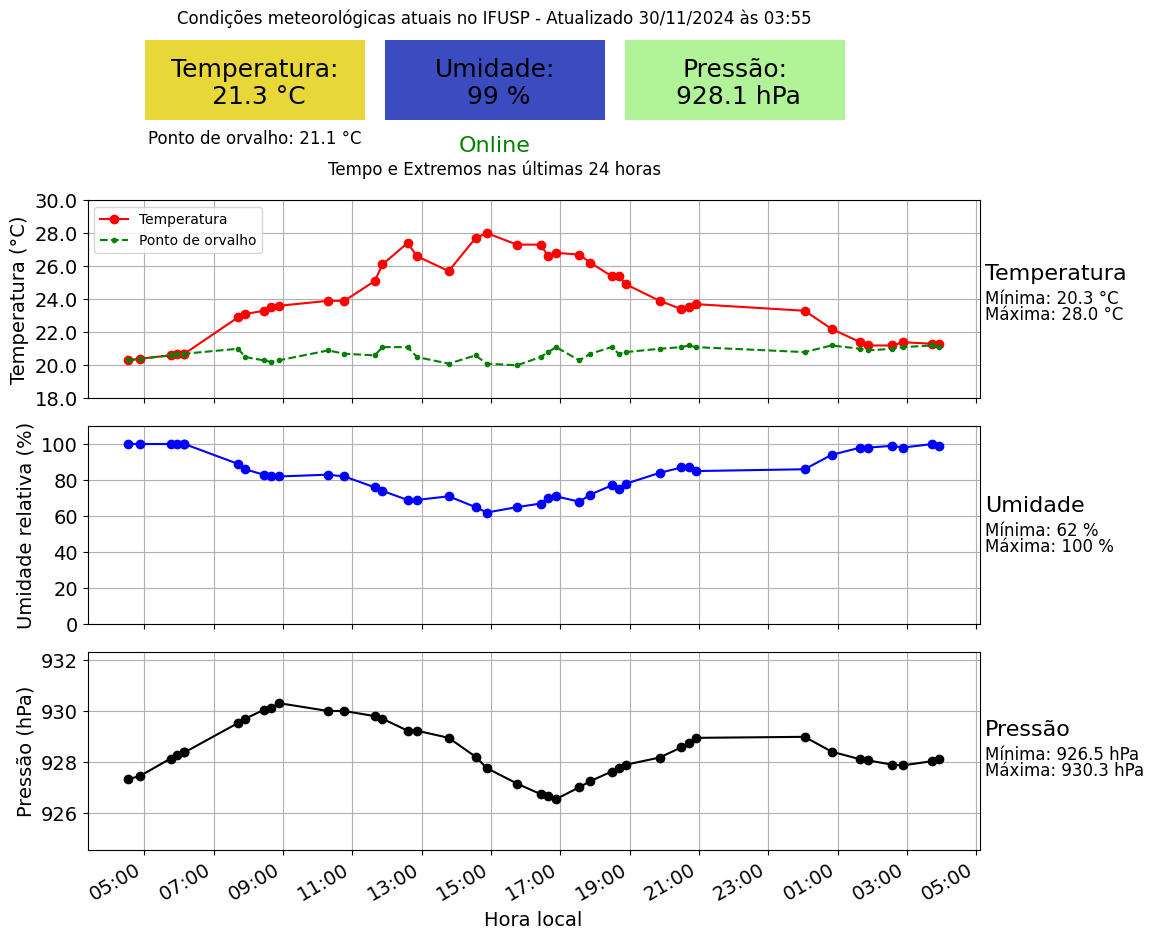 Condições meteorológicas atuais no IFUSP - Atualizado 30/11/2024 às 03:55
Temperatura:
21.3 °C
Umidade:
99 %
Pressão:
928.1 hPa
Ponto de orvalho: 21.1 °C
Online
Tempo e Extremos nas últimas 24 horas
Temperatura (°C)
30.0
28.0
26.0
24.0
22.0
20.0
18.0
Temperatura
Ponto de orvalho
Temperatura
Mínima: 20.3 °C
Máxima: 28.0 °C
Umidade relativa (%)
100
80
60
40
20
0
Umidade
Mínima: 62 %
Máxima: 100 %
Pressão (hPa)
932
930
928
926
Pressão
Mínima: 926.5 hPa
Máxima: 930.3 hPa
05:00 07:00 09:00 11:00 13:00 15:00 17:00 19:00 21:00 23:00 01:00 03:00 05:00
Hora local